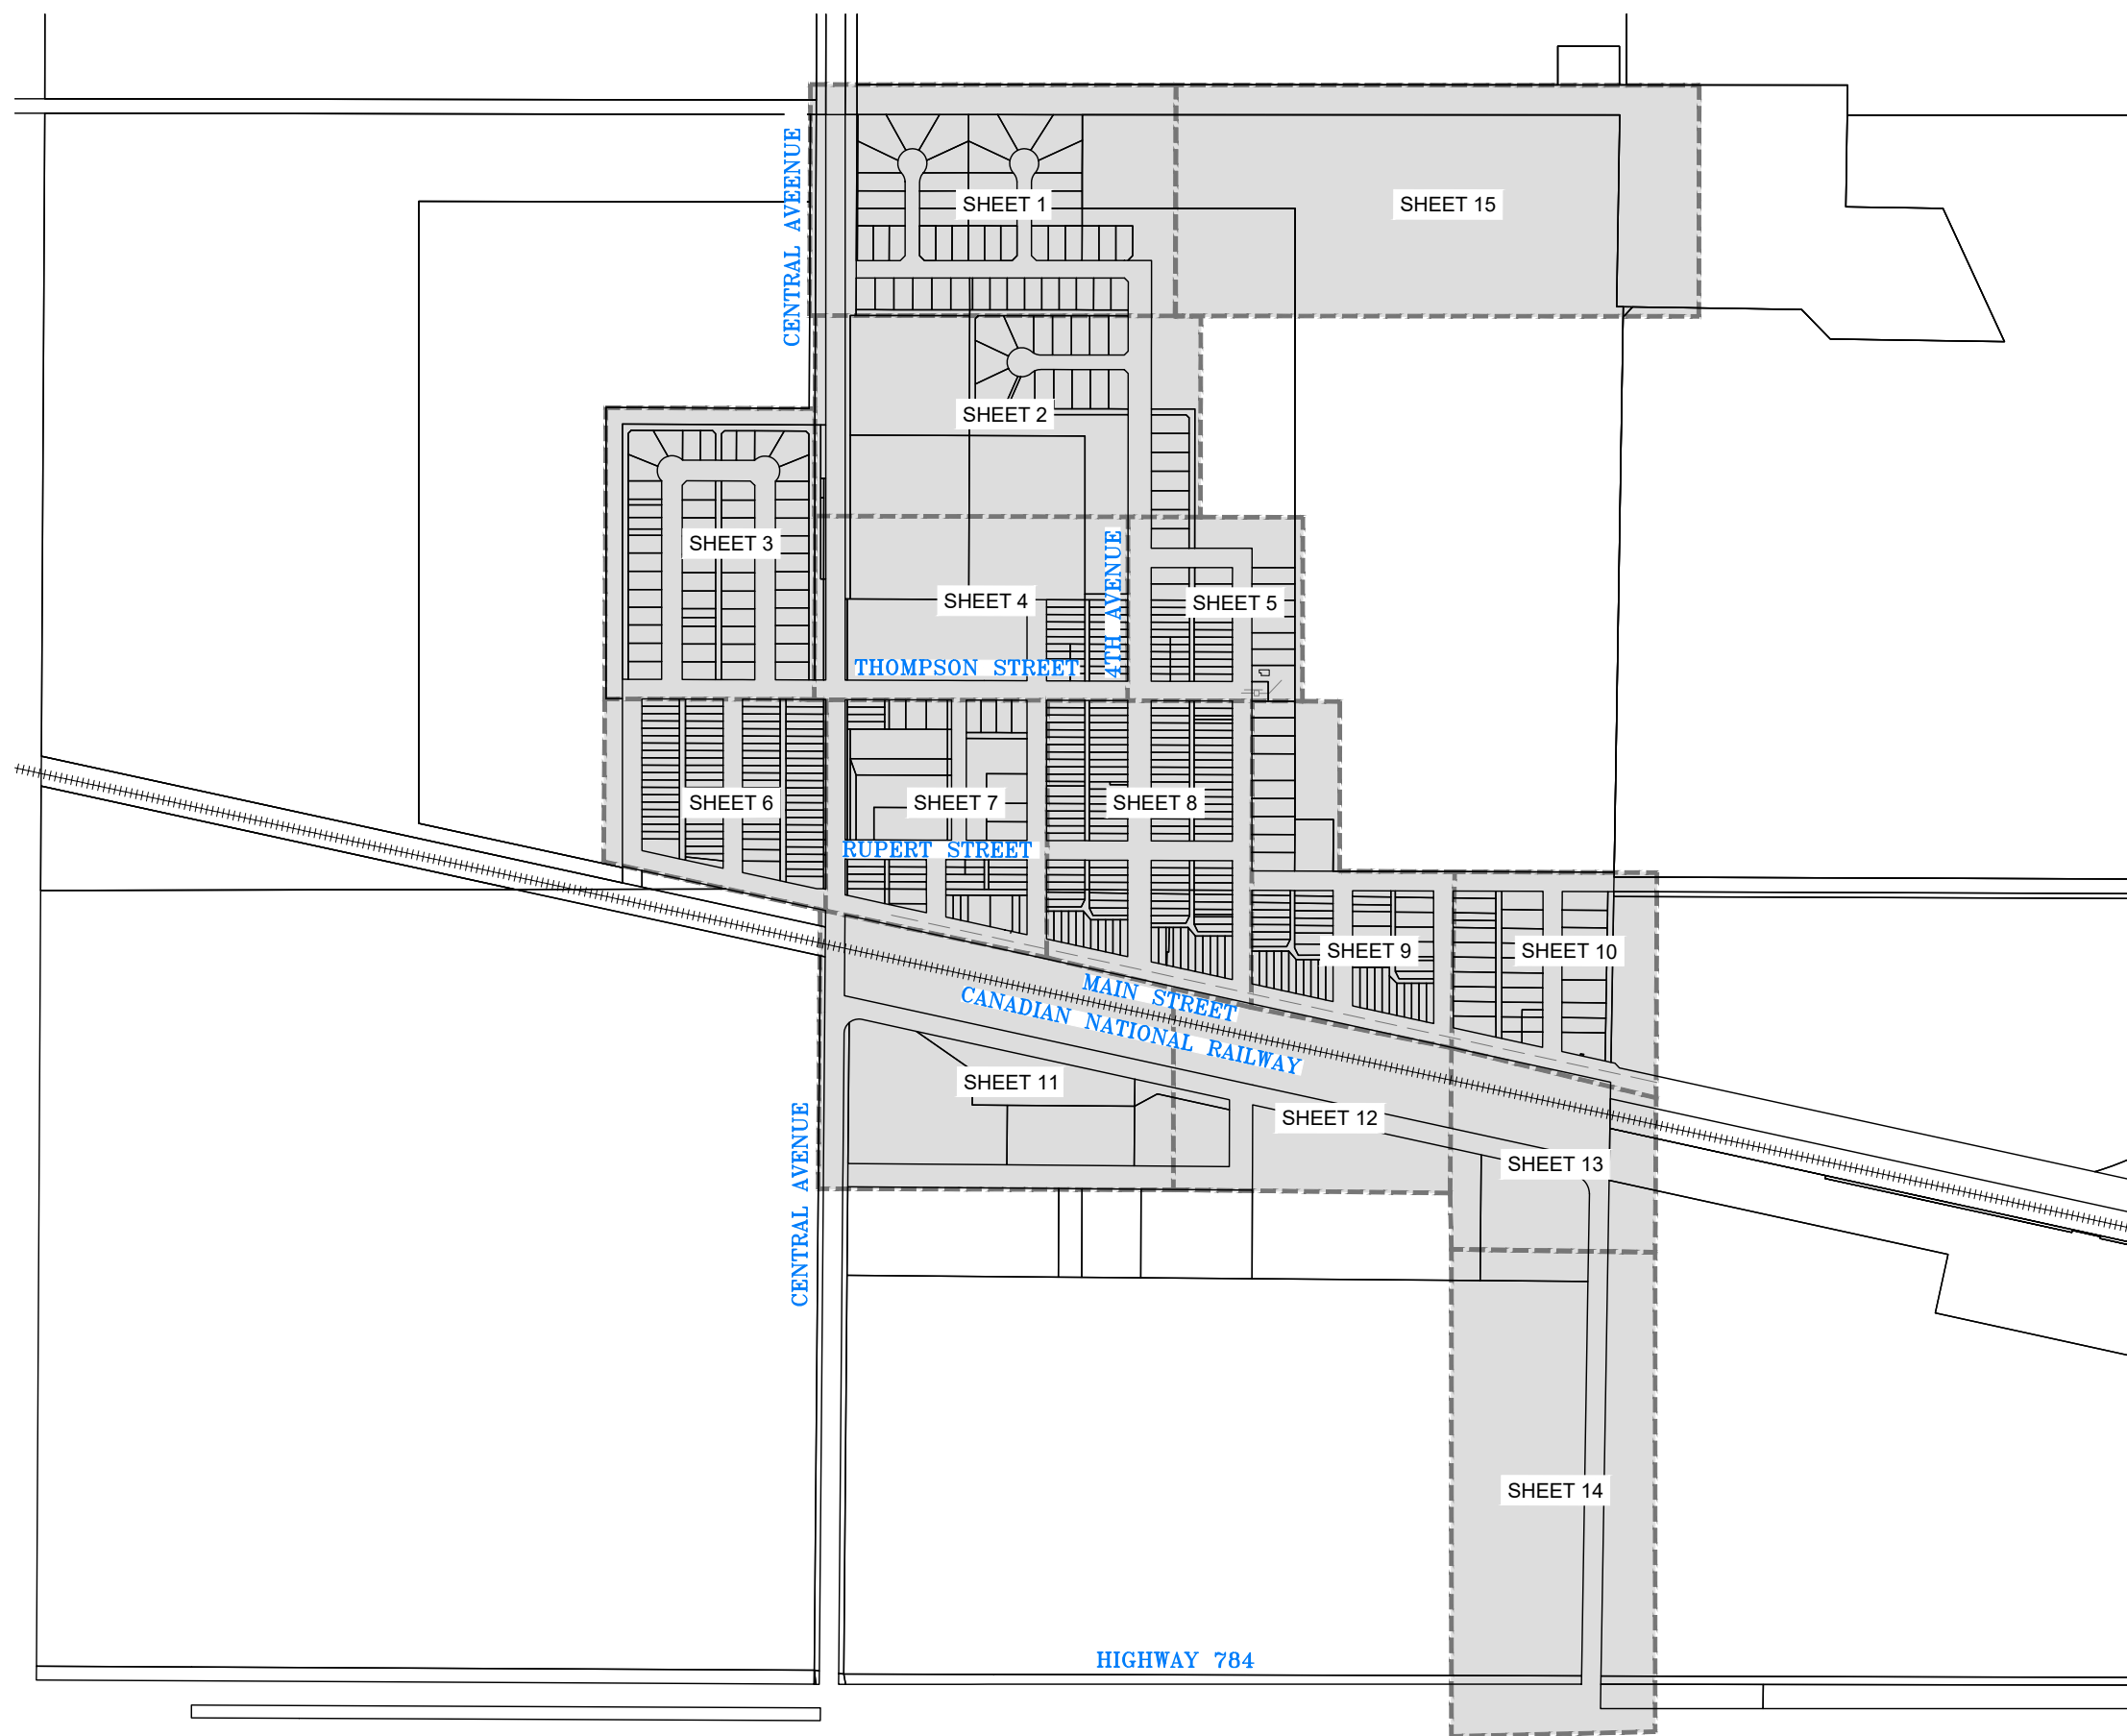 CENTRAL AVEENUE
SHEET 1
SHEET 15
SHEET 2
SHEET 3
4TH AVENUE
SHEET 4
SHEET 5
THOMPSON STREET
SHEET 6
SHEET 7
SHEET 8
RUPERT STREET
SHEET 9
SHEET 10
MAIN STREET
CANADIAN NATIONAL RAILWAY
SHEET 11
SHEET 12
SHEET 13
CENTRAL AVENUE
SHEET 14
HIGHWAY 784